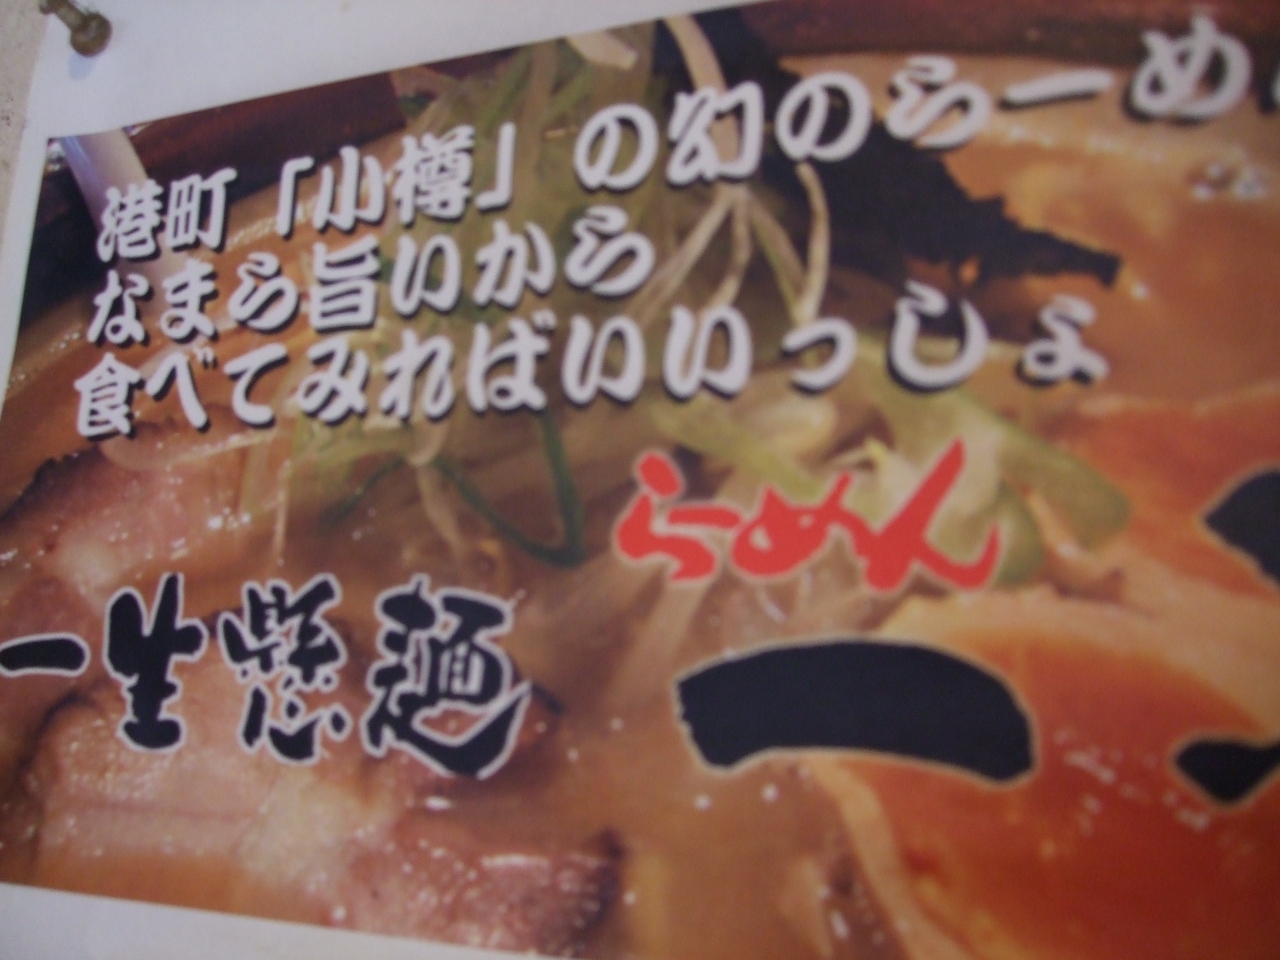 港町「小樽」の幻のらーめ
なまら旨いから
食べてみればいいっしょ
らめん
一生懸麺
一